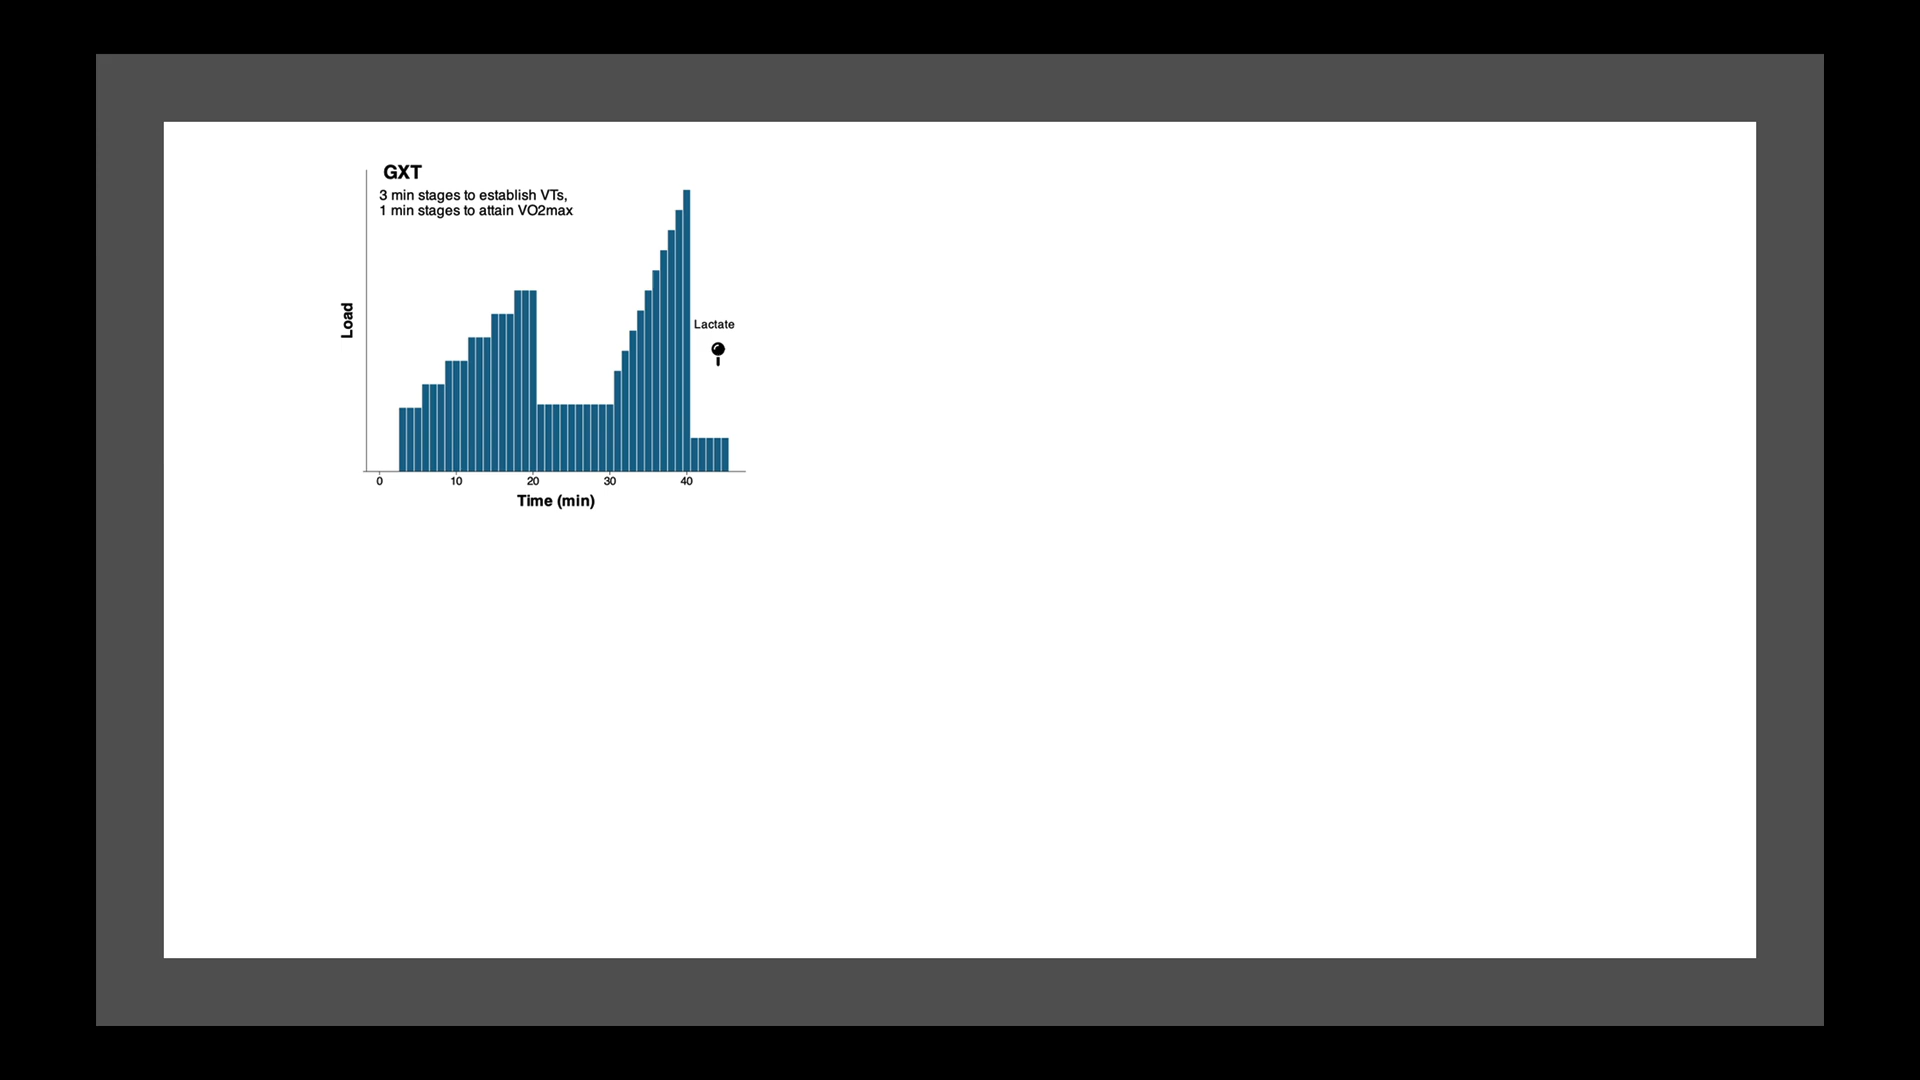 GXT
3 min stages to establish VTs,
1 min stages to attain VO2max
Load
Lactate
0 10 20 30 40
Time (min)